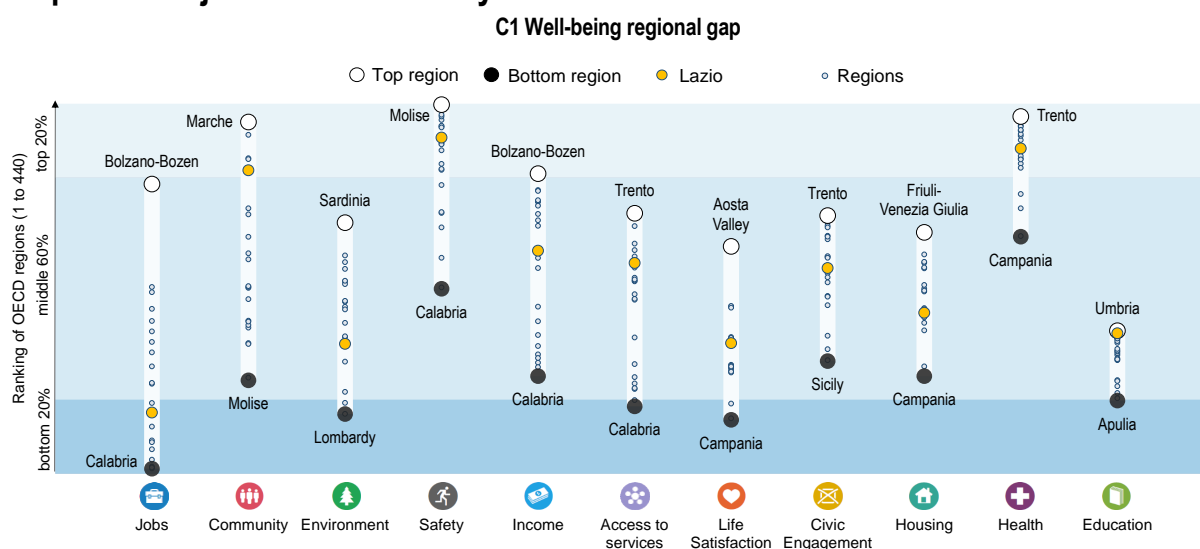 C1 Well-being regional gap
Top region
Bottom region
Lazio
Regions
Ranking of OECD regions (1 to 440)
top 20%
middle 60%
bottom 20%
Bolzano-Bozen
Calabria
Marche
Molise
Sardinia
Lombardy
Molise
Calabria
Bolzano-Bozen
Calabria
Trento
Calabria
Aosta
Valley
Campania
Trento
Sicily
Friuli-
Venezia Giulia
Campania
Trento
Campania
Umbria
Apulia
Jobs
Community
Environment
Safety
Income
Access to
services
Life
Satisfaction
Civic
Engagement
Housing
Health
Education